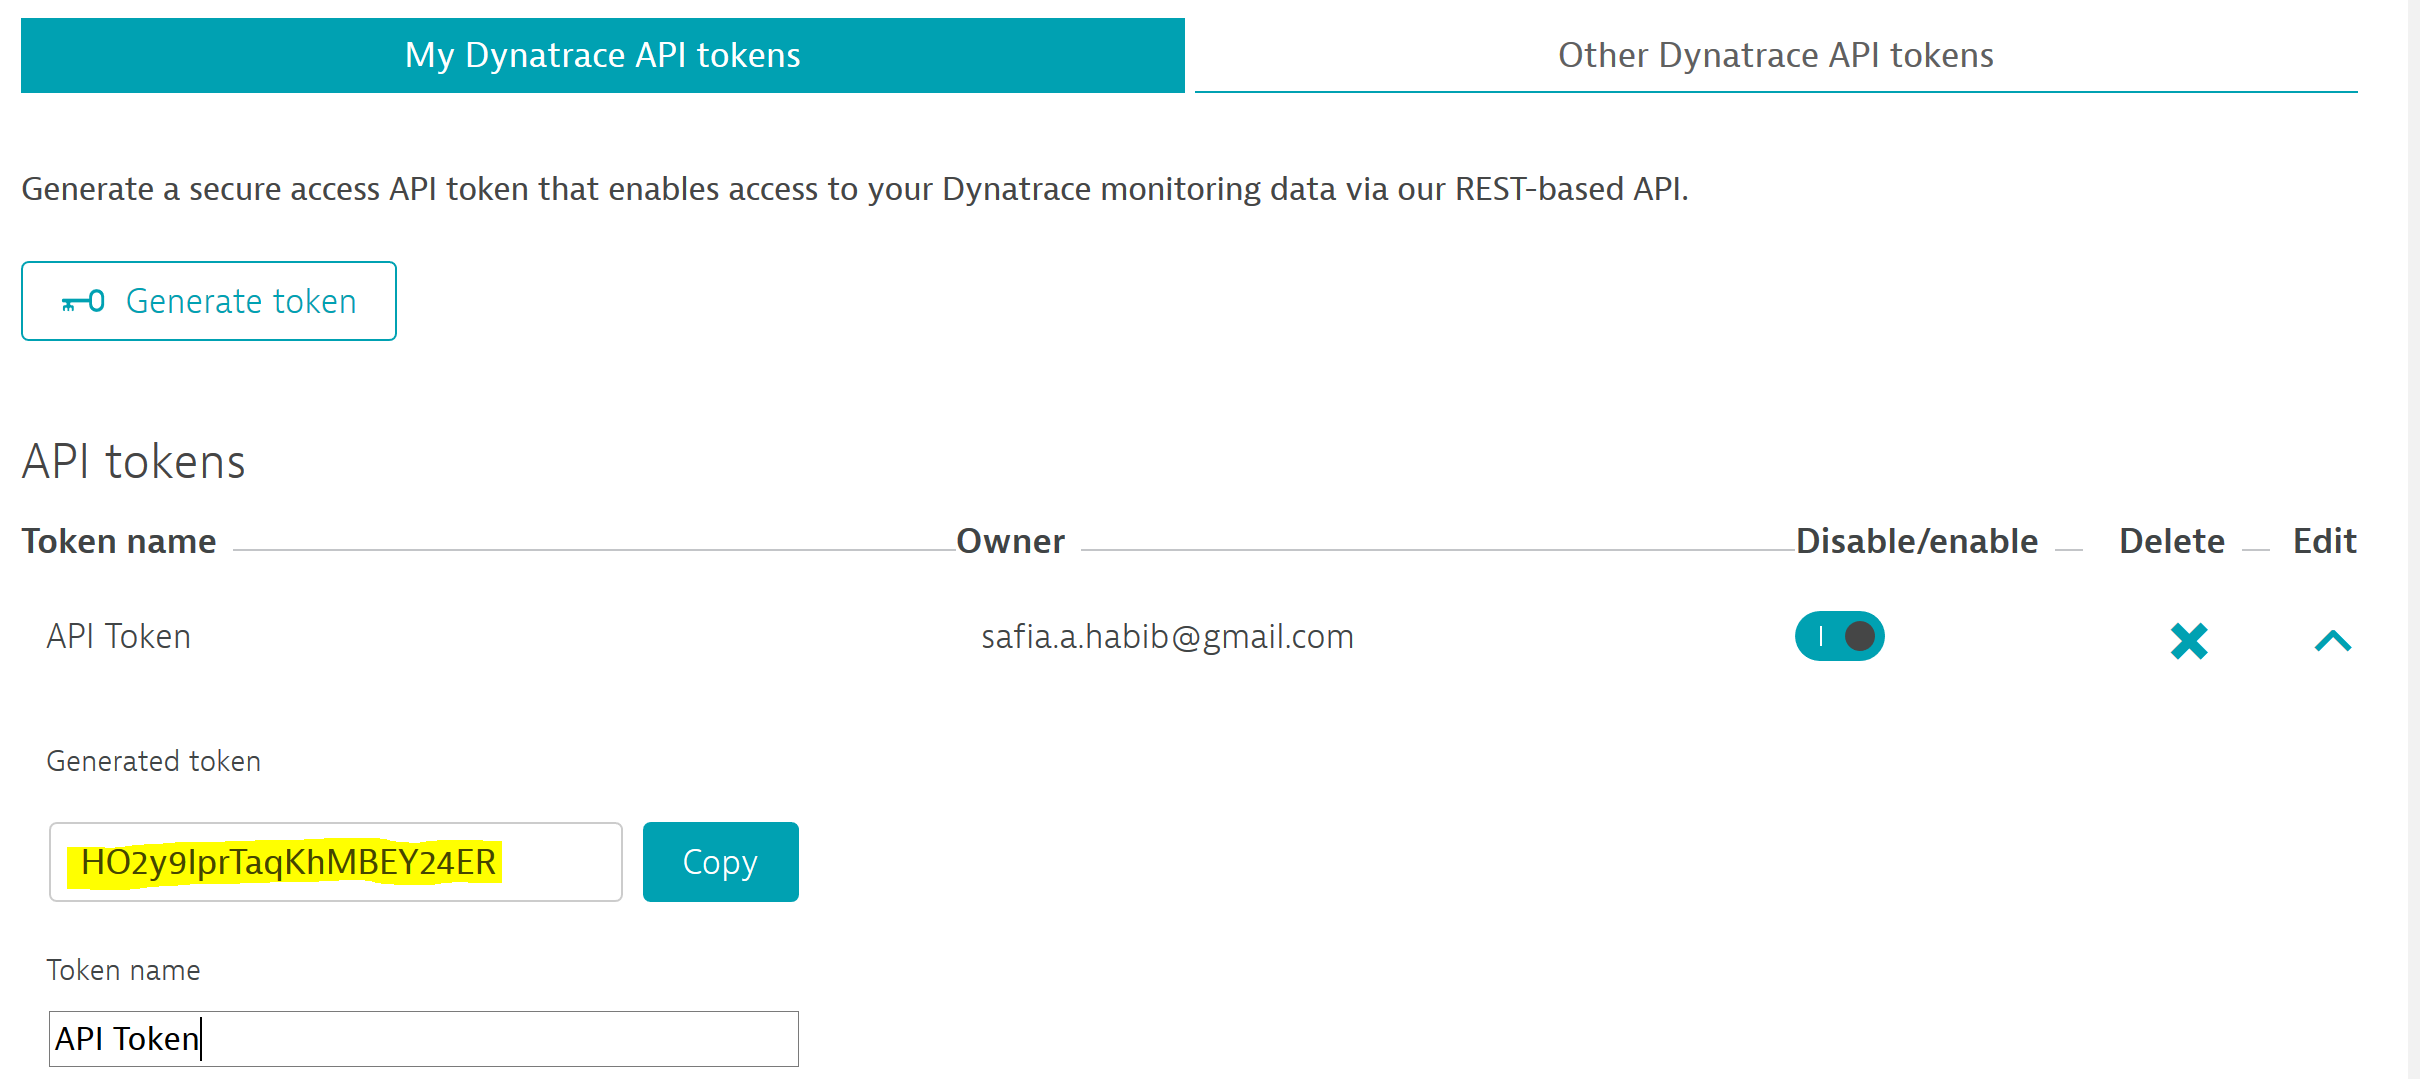 My Dynatrace API tokens
Other Dynatrace API tokens
Generate a secure access API token that enables access to your Dynatrace monitoring data via our REST-based API.
Generate token
API tokens
Token name Owner Disable/enable Delete Edit
API Token safia.a.habib@gmail.com
Generated token
HO2y9IprTaqKhMBEY24ER
Copy
Token name
API Token